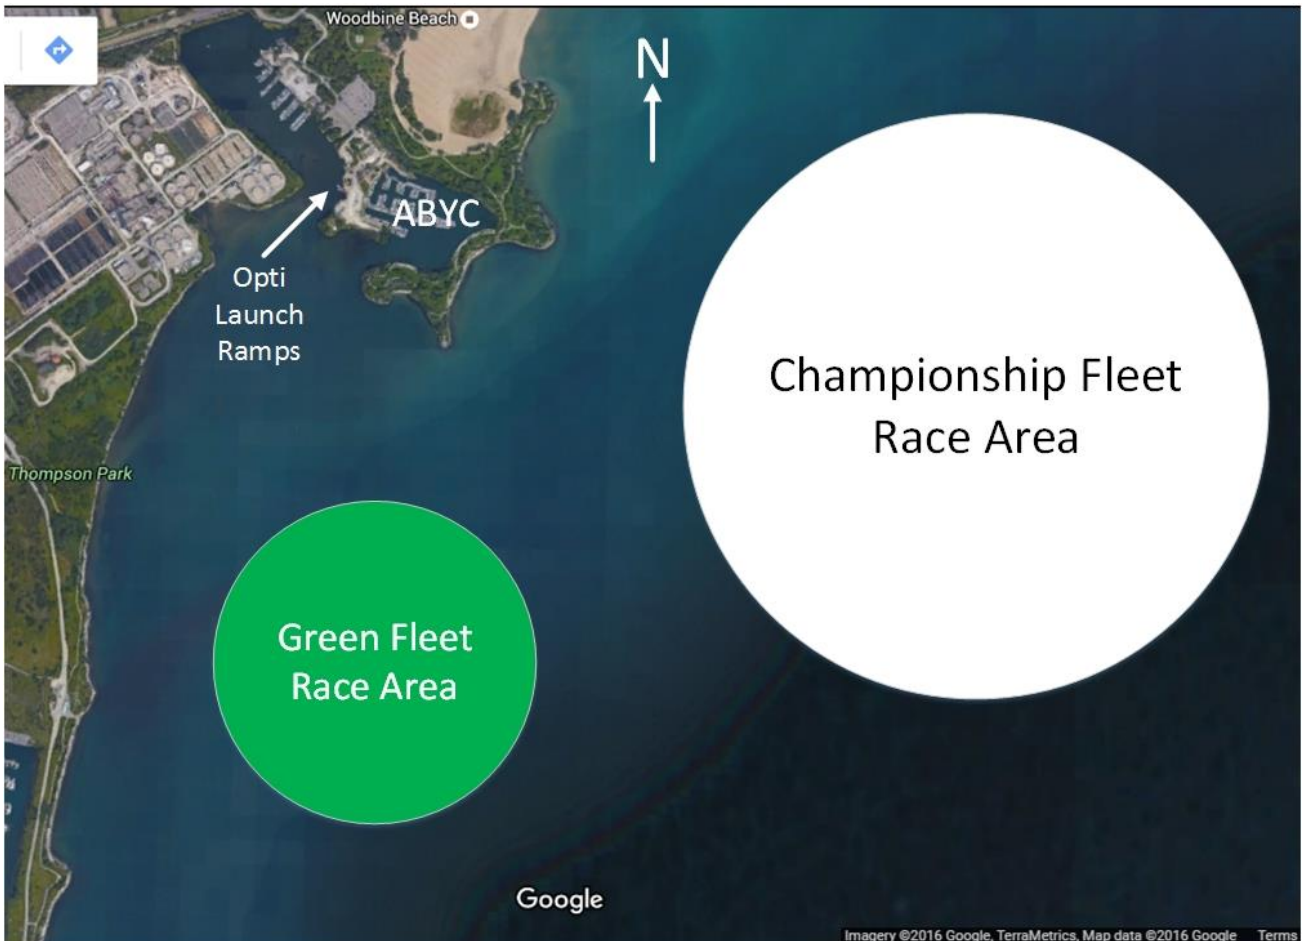 Woodbine Beach
N
ABYC
Opti
Launch
Ramps
Championship Fleet
Race Area
Thompson Park
Green Fleet
Race Area
Google
Imagery ©2016 Google, TerraMetrics, Map data ©2016 Google Terms